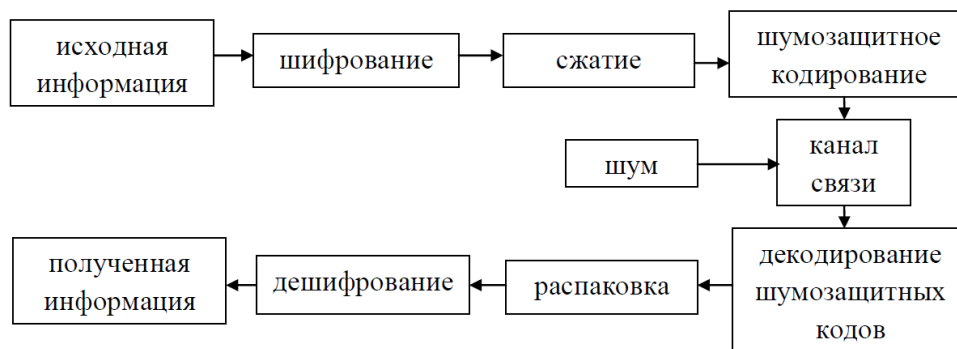 исходная
информация
шифрование
сжатие
шумозащитное
кодирование
шум
канал
связи
полученная
информация
дешифрование
распаковка
декодирование
шумозащитных
кодов